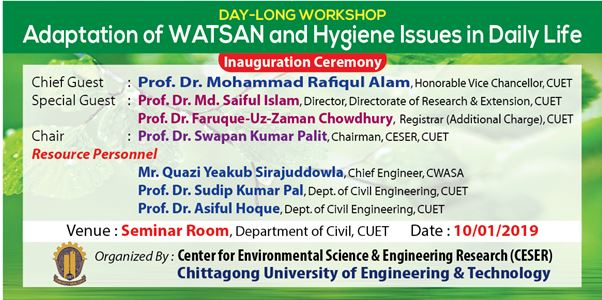 DAY-LONG WORKSHOP
Adaptation of WATSAN and Hygiene Issues in Daily Life
Inauguration Ceremony
Chief Guest : Prof. Dr. Mohammad Rafiqul Alam, Honorable Vice Chancellor, CUET
Special Guest : Prof. Dr. Md. Saiful Islam, Director, Directorate of Research & Extension, CUET
Prof. Dr. Faruque-Uz-Zaman Chowdhury, Registrar (Additional Charge), CUET
Chair : Prof. Dr. Swapan Kumar Palit, Chairman, CESER, CUET
Resource Personnel
Mr. Quazi Yeakub Sirajuddowla, Chief Engineer, CWASA
Prof. Dr. Sudip Kumar Pal, Dept. of Civil Engineering, CUET
Prof. Dr. Asiful Hoque, Dept. of Civil Engineering, CUET
Venue : Seminar Room, Department of Civil, CUET Date : 10/01/2019
Organized By : Center for Environmental Science & Engineering Research (CESER)
Chittagong University of Engineering & Technology